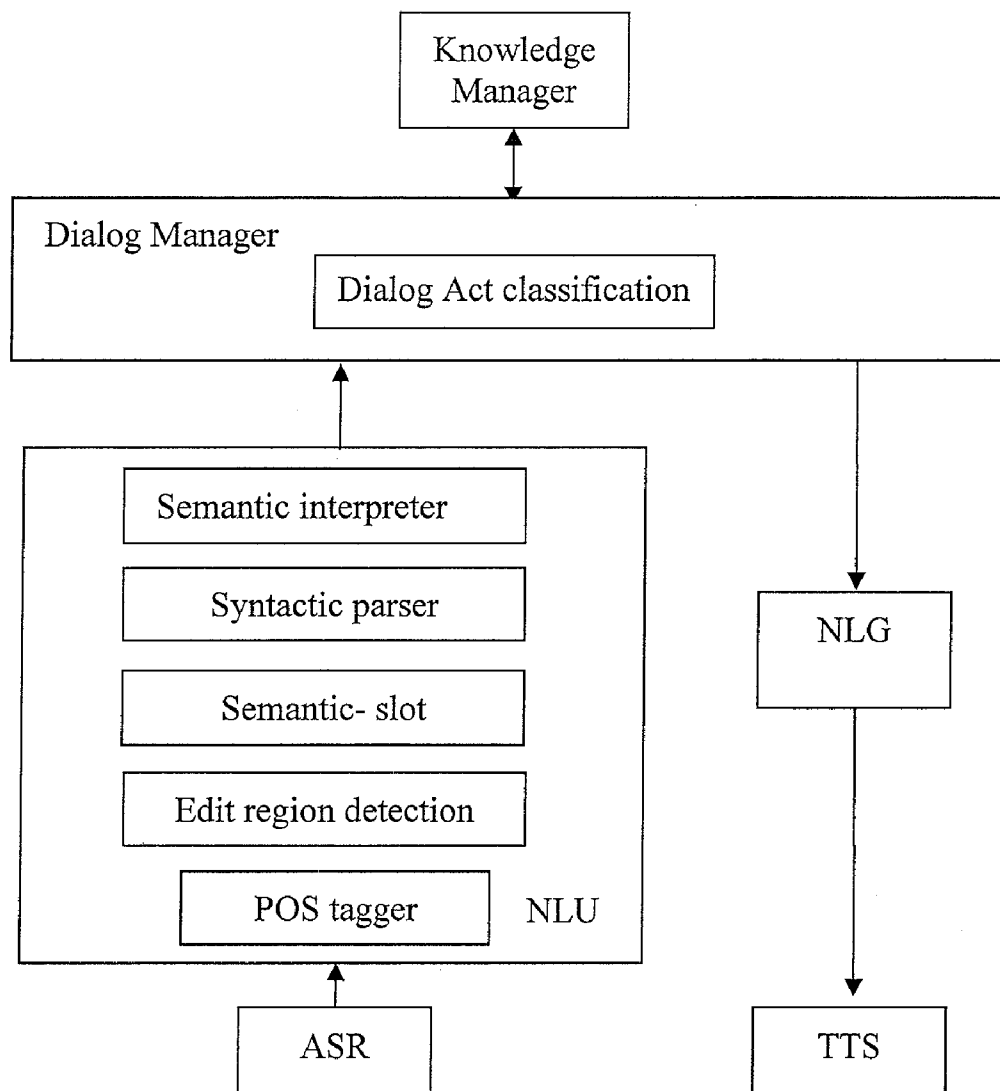 Knowledge
Manager
Dialog Manager
Dialog Act classification
Semantic interpreter
Syntactic parser
NLG
Semantic- slot
Edit region detection
POS tagger
NLU
ASR
TTS